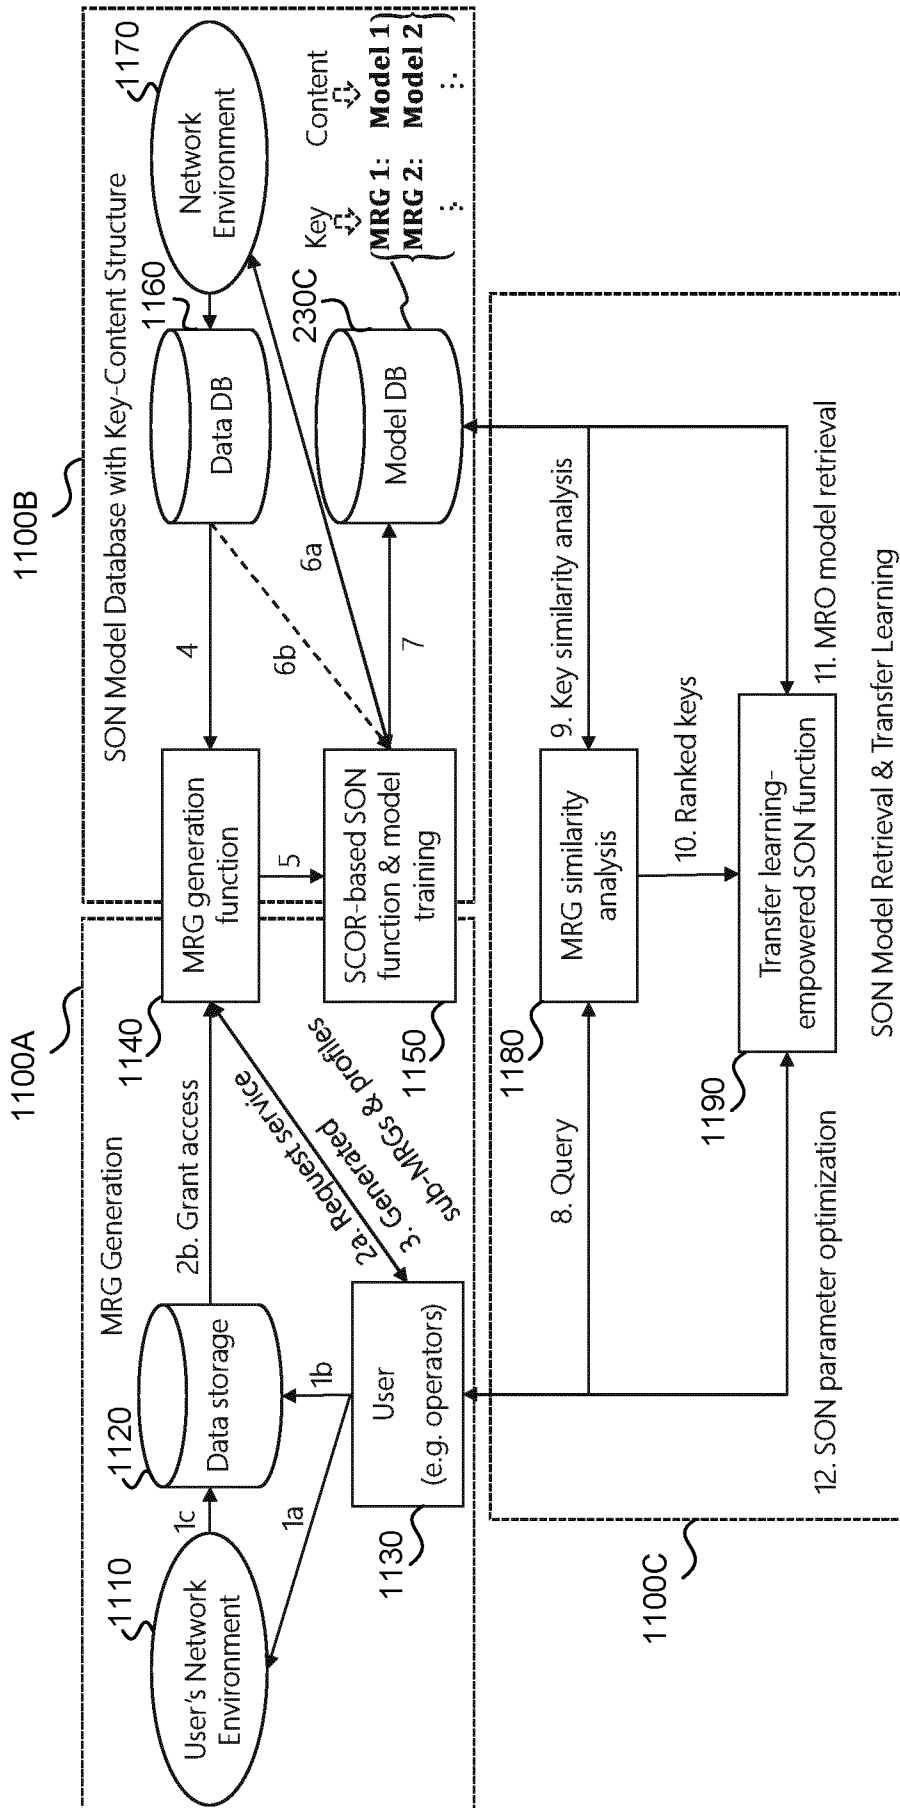 1100A
1100B
MRG Generation
SON Model Database with Key-Content Structure
1110
User's Network
Environment
1c
1120
Data storage
2b. Grant access
1140
MRG generation
function
4
1160
Data DB
1170
Network
Environment
1a
1b
1130
User
(e.g. operators)
2a. Request service
3. Generated
sub-MRGs & profiles
5
1150
SCOR-based SON
function & model
training
6b
6a
7
230C
Model DB
Key
Content
MRG 1: Model 1
MRG 2: Model 2
1100C
8. Query
1180
MRG similarity
analysis
9. Key similarity analysis
10. Ranked keys
1190
Transfer learning-
empowered SON function
11. MRO model retrieval
12. SON parameter optimization
SON Model Retrieval & Transfer Learning